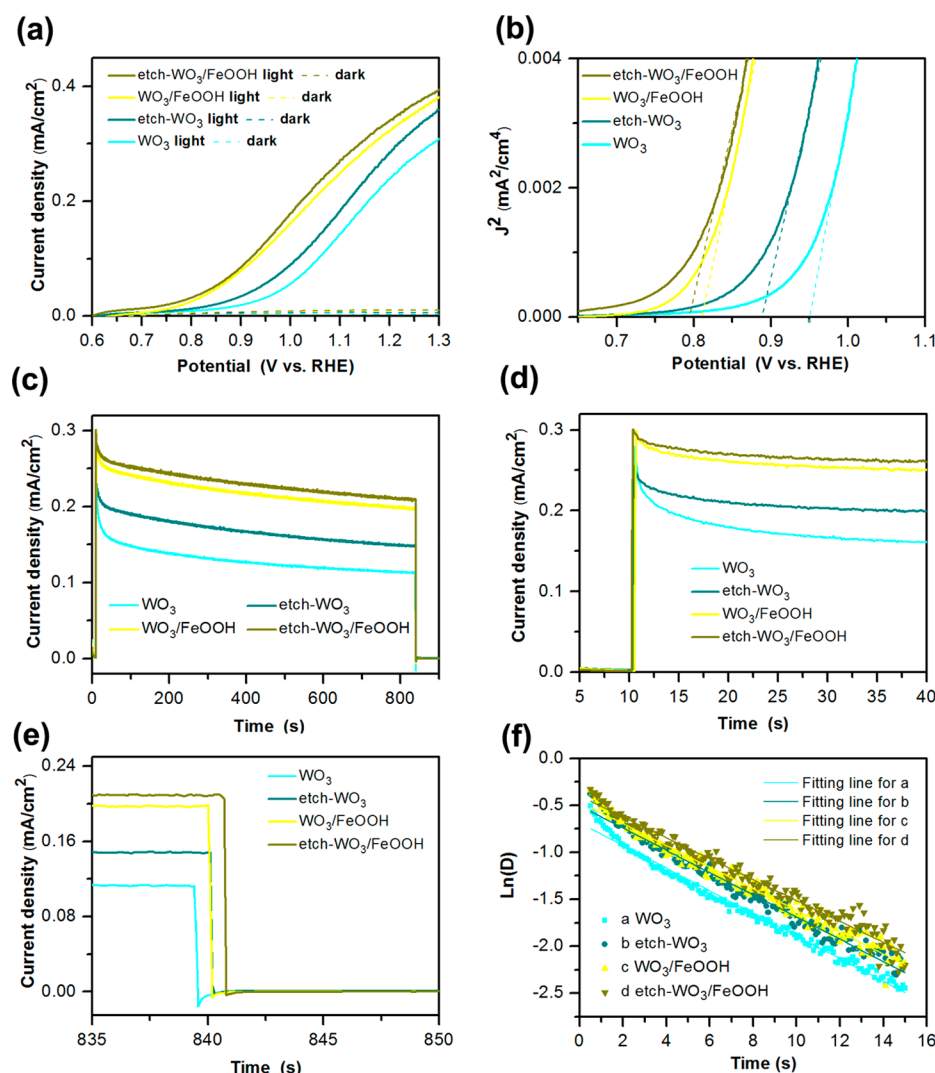 (a)
etch-WO₃/FeOOH light dark
WO₃/FeOOH light dark
etch-WO₃ light dark
WO₃ light dark
0.4
0.2
0.0
Current density (mA/cm²)
0.6 0.7 0.8 0.9 1.0 1.1 1.2 1.3
Potential (V vs. RHE)
(b)
etch-WO₃/FeOOH
WO₃/FeOOH
etch-WO₃
WO₃
0.004
0.002
0.000
J² (mA²/cm⁴)
0.7 0.8 0.9 1.0 1.1
Potential (V vs. RHE)
(c)
0.3
0.2
0.1
0.0
Current density (mA/cm²)
WO₃ etch-WO₃
WO₃/FeOOH etch-WO₃/FeOOH
0 200 400 600 800
Time (s)
(d)
0.3
0.2
0.1
0.0
Current density (mA/cm²)
WO₃
etch-WO₃
WO₃/FeOOH
etch-WO₃/FeOOH
5 10 15 20 25 30 35 40
Time (s)
(e)
0.24
0.16
0.08
0.00
Current density (mA/cm²)
WO₃
etch-WO₃
WO₃/FeOOH
etch-WO₃/FeOOH
835 840 845 850
Time (s)
(f)
0.0
-0.5
-1.0
-1.5
-2.0
-2.5
Ln(D)
Fitting line for a
Fitting line for b
Fitting line for c
Fitting line for d
a WO₃
b etch-WO₃
c WO₃/FeOOH
d etch-WO₃/FeOOH
0 2 4 6 8 10 12 14 16
Time (s)